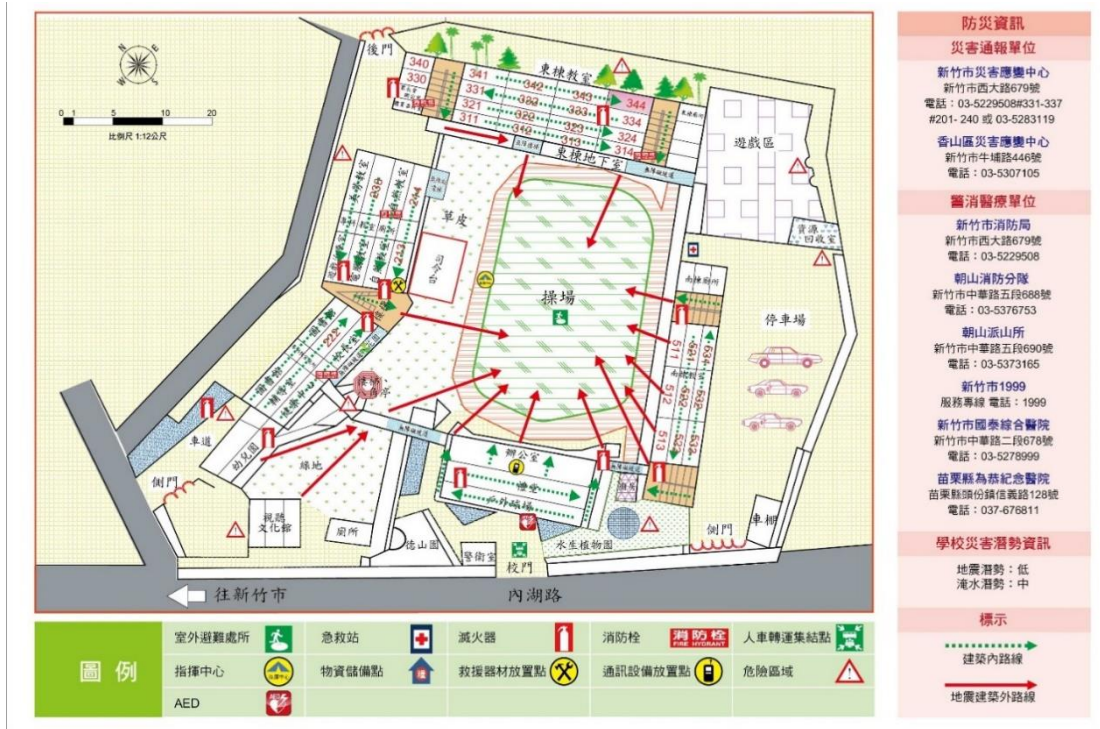 後門
N
E
W
S
0 1 5 10 20
比例尺 1:12公尺
340
330
東棟教室
341 342 343 344
331 332 333 334
321 322 323 324
311 312 313 314
東棟地下室
遊戲區
資源
回收室
草皮
司令台
操場
南棟廁所
停車場
511
512
513
222
幼兒園
車道
側門
綠地
視聽
文化館
廁所
德山園
警衛室
校門
辦公室
禮堂
戶外球場
水生植物園
側門
車棚
往新竹市
內湖路
圖例
室外避難處所
急救站
滅火器
消防栓
消防栓
FIRE HYDRANT
人車轉運集結點
指揮中心
物資儲備點
救援器材放置點
通訊設備放置點
危險區域
AED
防災資訊
災害通報單位
新竹市災害應變中心
新竹市西大路679號
電話：03-5229508#331-337
#201- 240 或 03-5283119
香山區災害應變中心
新竹市牛埔路446號
電話：03-5307105
警消醫療單位
新竹市消防局
新竹市西大路679號
電話：03-5229508
朝山消防分隊
新竹市中華路五段688號
電話：03-5376753
朝山派山所
新竹市中華路五段690號
電話：03-5373165
新竹市1999
服務專線 電話：1999
新竹市國泰綜合醫院
新竹市中華路二段678號
電話：03-5278999
苗栗縣為恭紀念醫院
苗栗縣頭份鎮信義路128號
電話：037-676811
學校災害潛勢資訊
地震潛勢：低
淹水潛勢：中
標示
建築內路線
地震建築外路線